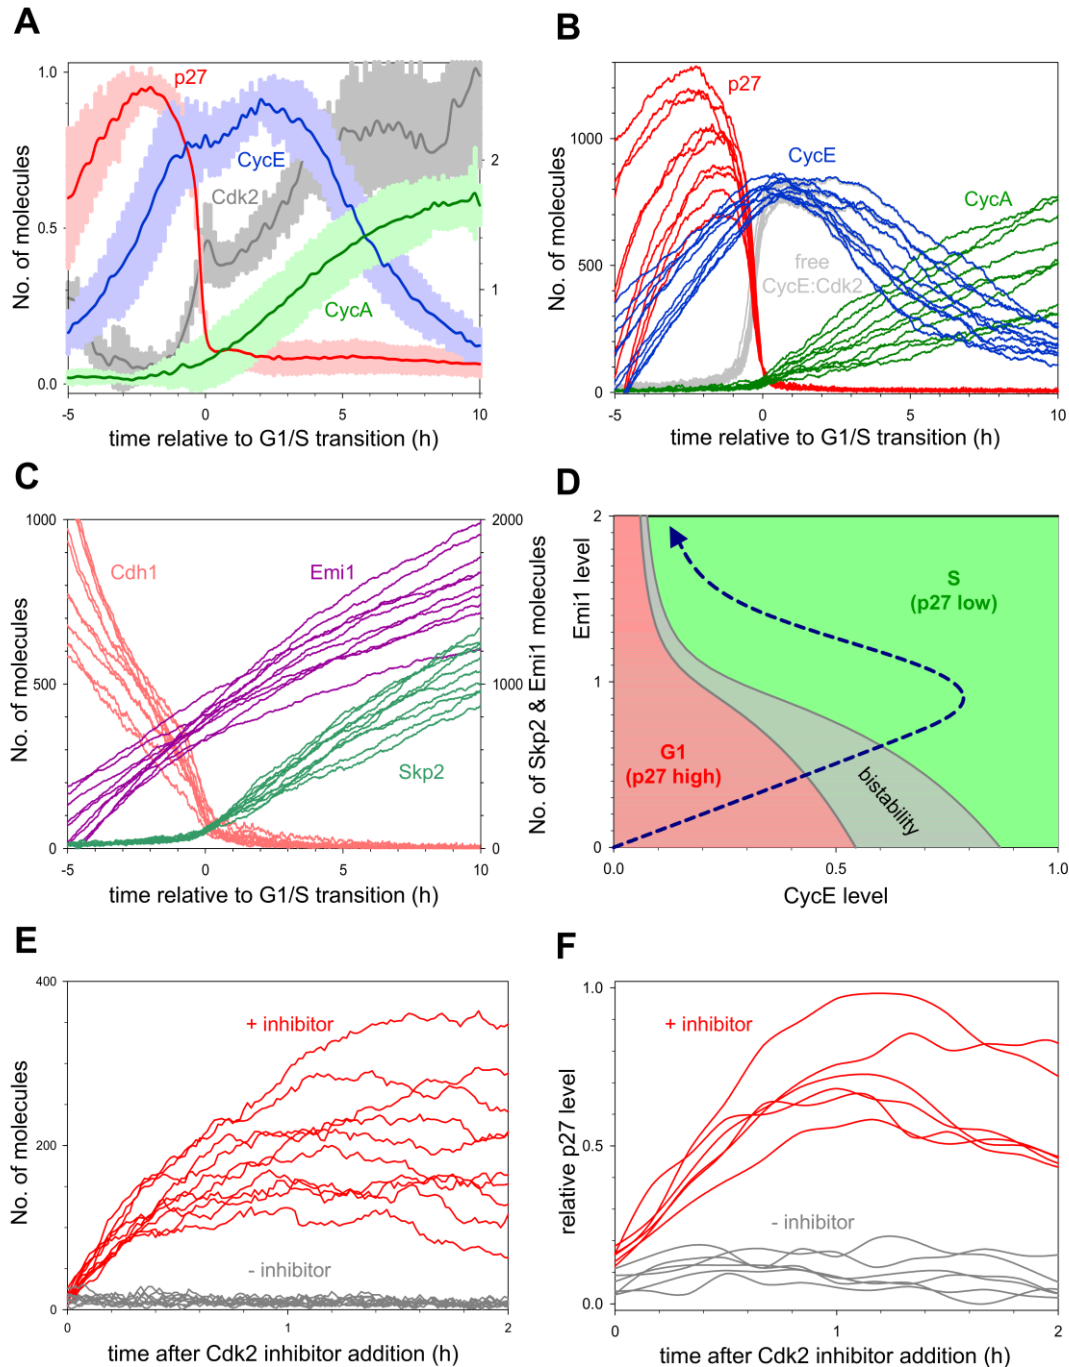 A
No. of molecules
1.0
0.5
0.0
p27
CycE
Cdk2
CycA
2
1
-5
0
5
10
time relative to G1/S transition (h)
B
No. of molecules
1000
500
0
p27
CycE
CycA
free
CycE:Cdk2
-5
0
5
10
time relative to G1/S transition (h)
C
No. of molecules
1000
500
0
Cdh1
Emi1
Skp2
2000
1000
0
No. of Skp2 & Emi1 molecules
-5
0
5
10
time relative to G1/S transition (h)
D
Emi1 level
2
1
0
S
(p27 low)
G1
(p27 high)
bistability
0.0
0.5
1.0
CycE level
E
No. of molecules
400
200
0
+ inhibitor
- inhibitor
0
1
2
time after Cdk2 inhibitor addition (h)
F
relative p27 level
1.0
0.5
0.0
+ inhibitor
- inhibitor
0
1
2
time after Cdk2 inhibitor addition (h)